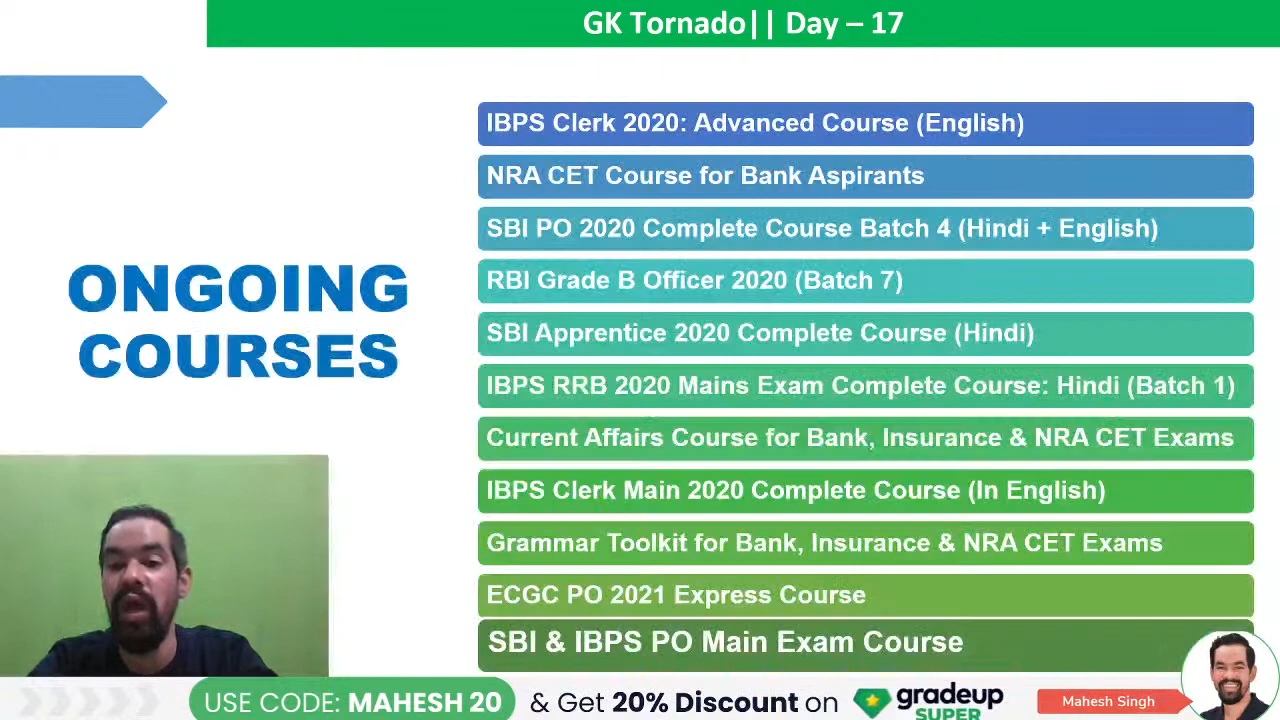 GK Tornado|| Day – 17
ONGOING
COURSES
IBPS Clerk 2020: Advanced Course (English)
NRA CET Course for Bank Aspirants
SBI PO 2020 Complete Course Batch 4 (Hindi + English)
RBI Grade B Officer 2020 (Batch 7)
SBI Apprentice 2020 Complete Course (Hindi)
IBPS RRB 2020 Mains Exam Complete Course: Hindi (Batch 1)
Current Affairs Course for Bank, Insurance & NRA CET Exams
IBPS Clerk Main 2020 Complete Course (In English)
Grammar Toolkit for Bank, Insurance & NRA CET Exams
ECGC PO 2021 Express Course
SBI & IBPS PO Main Exam Course
USE CODE: MAHESH 20 & Get 20% Discount on gradeup
SUPER
Mahesh Singh